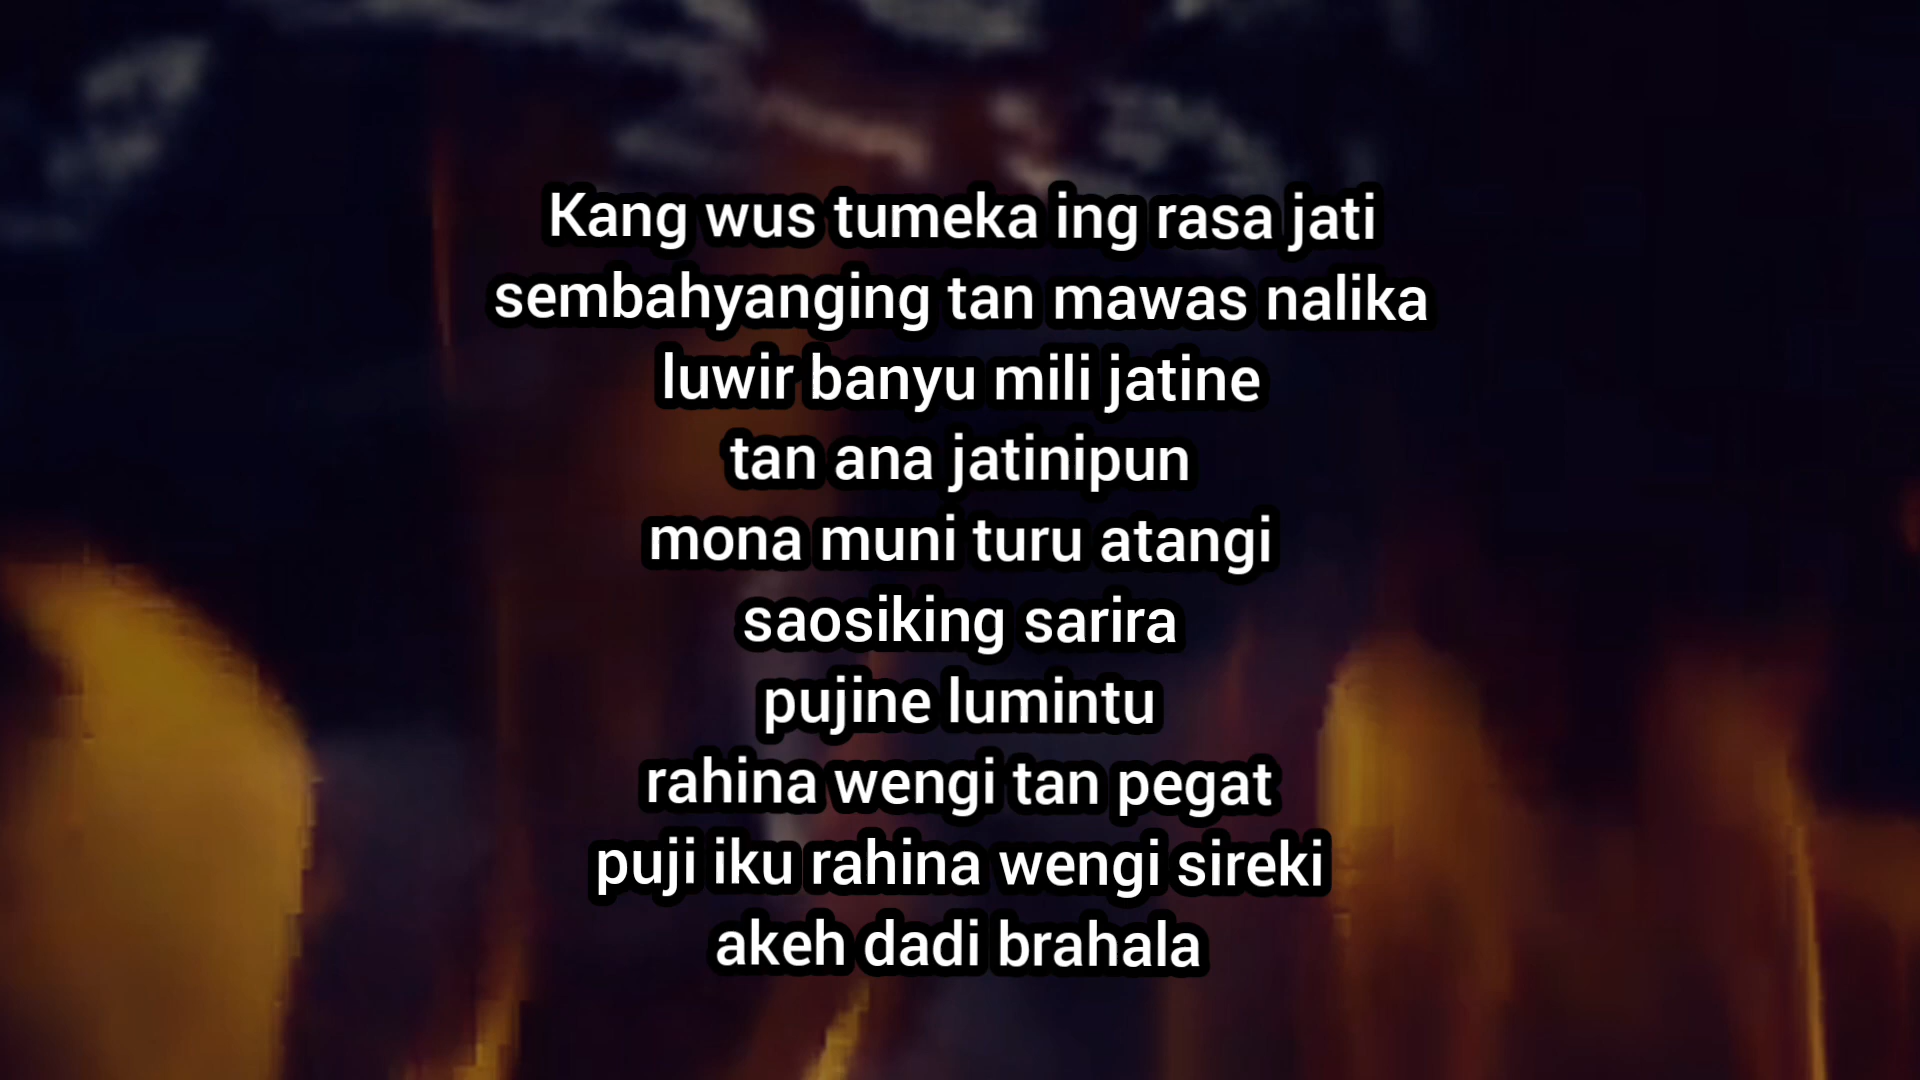 Kang wus tumeka ing rasa jati
sembahyanging tan mawas nalika
luwir banyu mili jatine
tan ana jatinipun
mona muni turu atangi
saosiking sarira
pujine lumintu
rahina wengi tan pegat
puji iku rahina wengi sireki
akeh dadi brahala